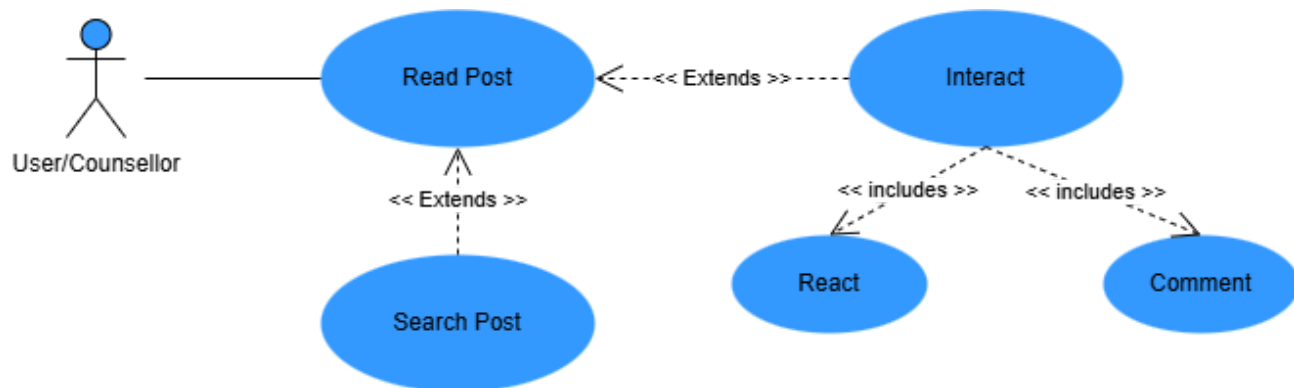 Read Post
<< Extends >>
Interact
User/Counsellor
<< Extends >>
<< includes >>
<< includes >>
React
Comment
Search Post